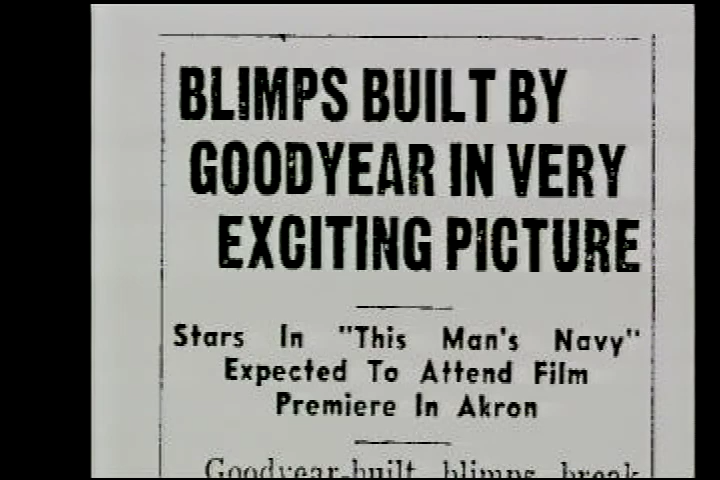 BLIMPS BUILT BY
GOODYEAR IN VERY
EXCITING PICTURE
Stars In "This Man's Navy"
Expected To Attend Film
Premiere In Akron
Goodyear-built blimps break